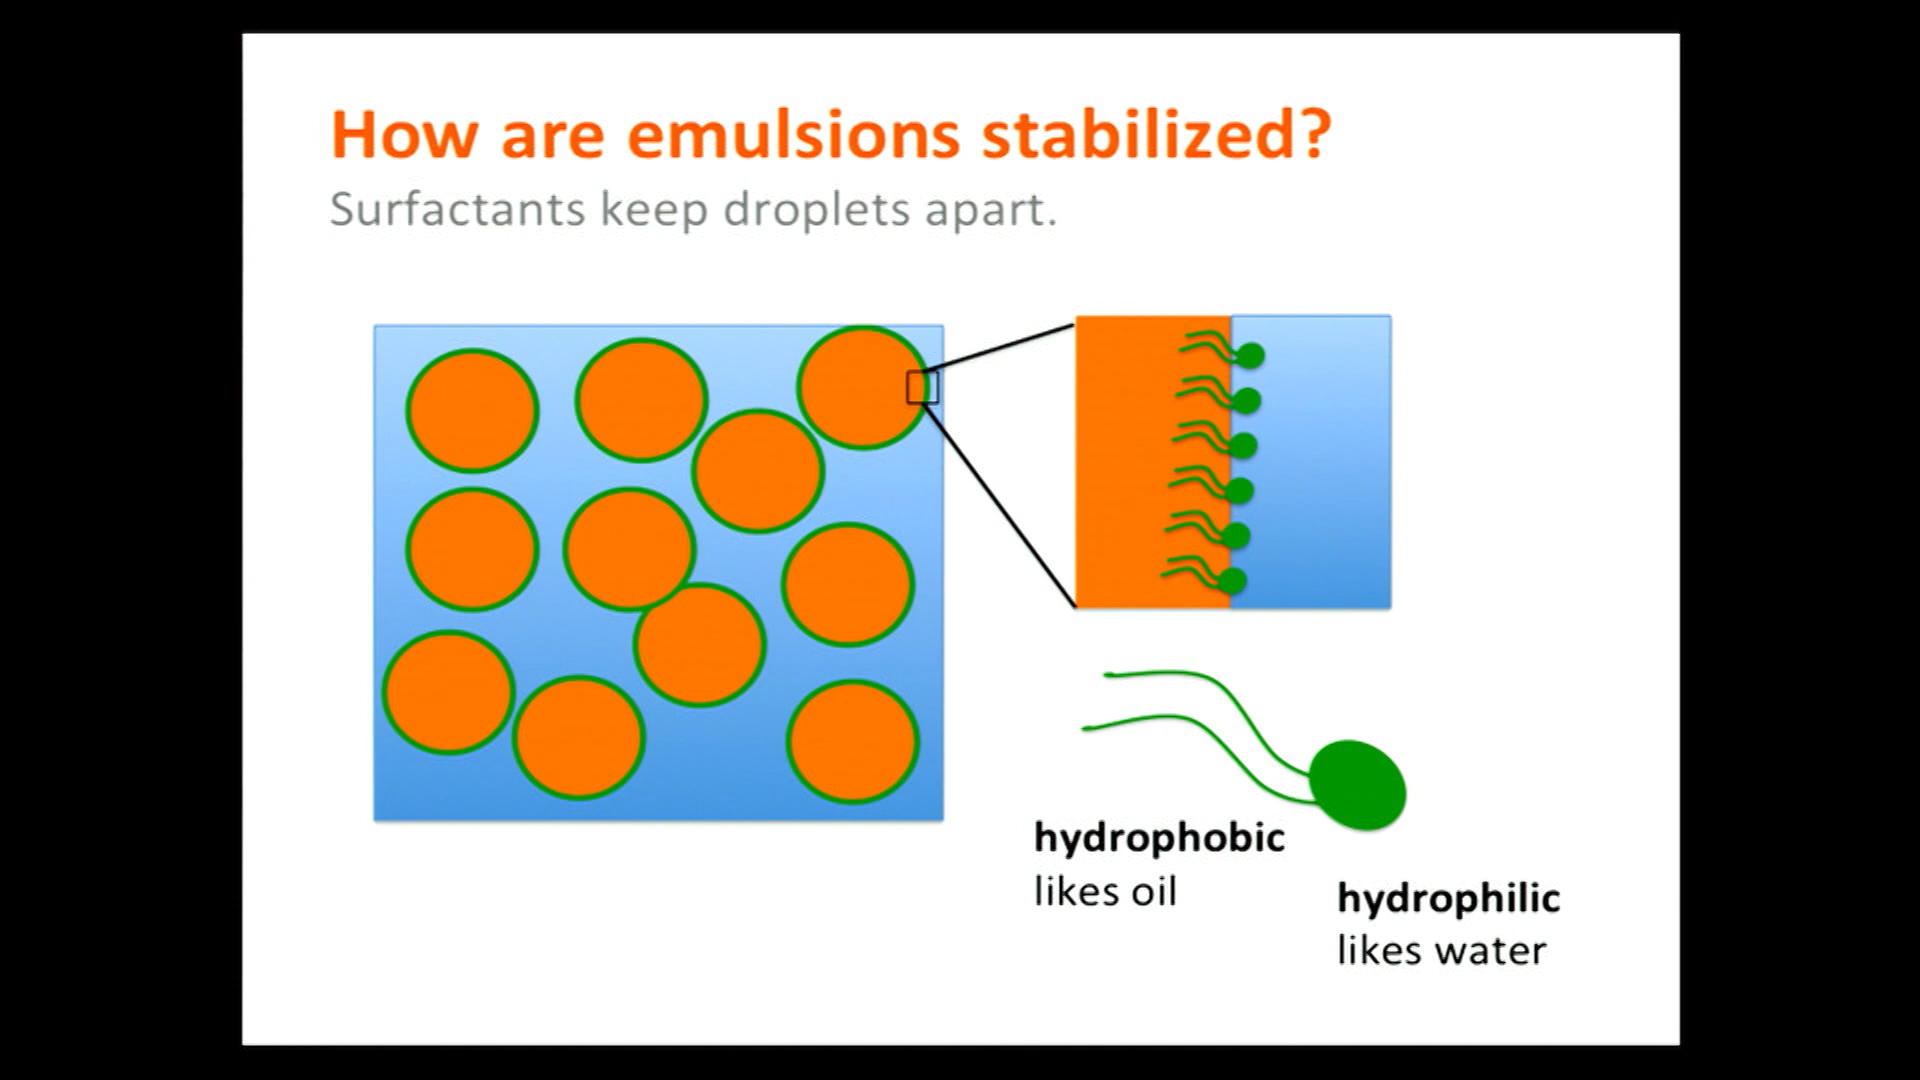 How are emulsions stabilized?
Surfactants keep droplets apart.
hydrophobic
likes oil
hydrophilic
likes water